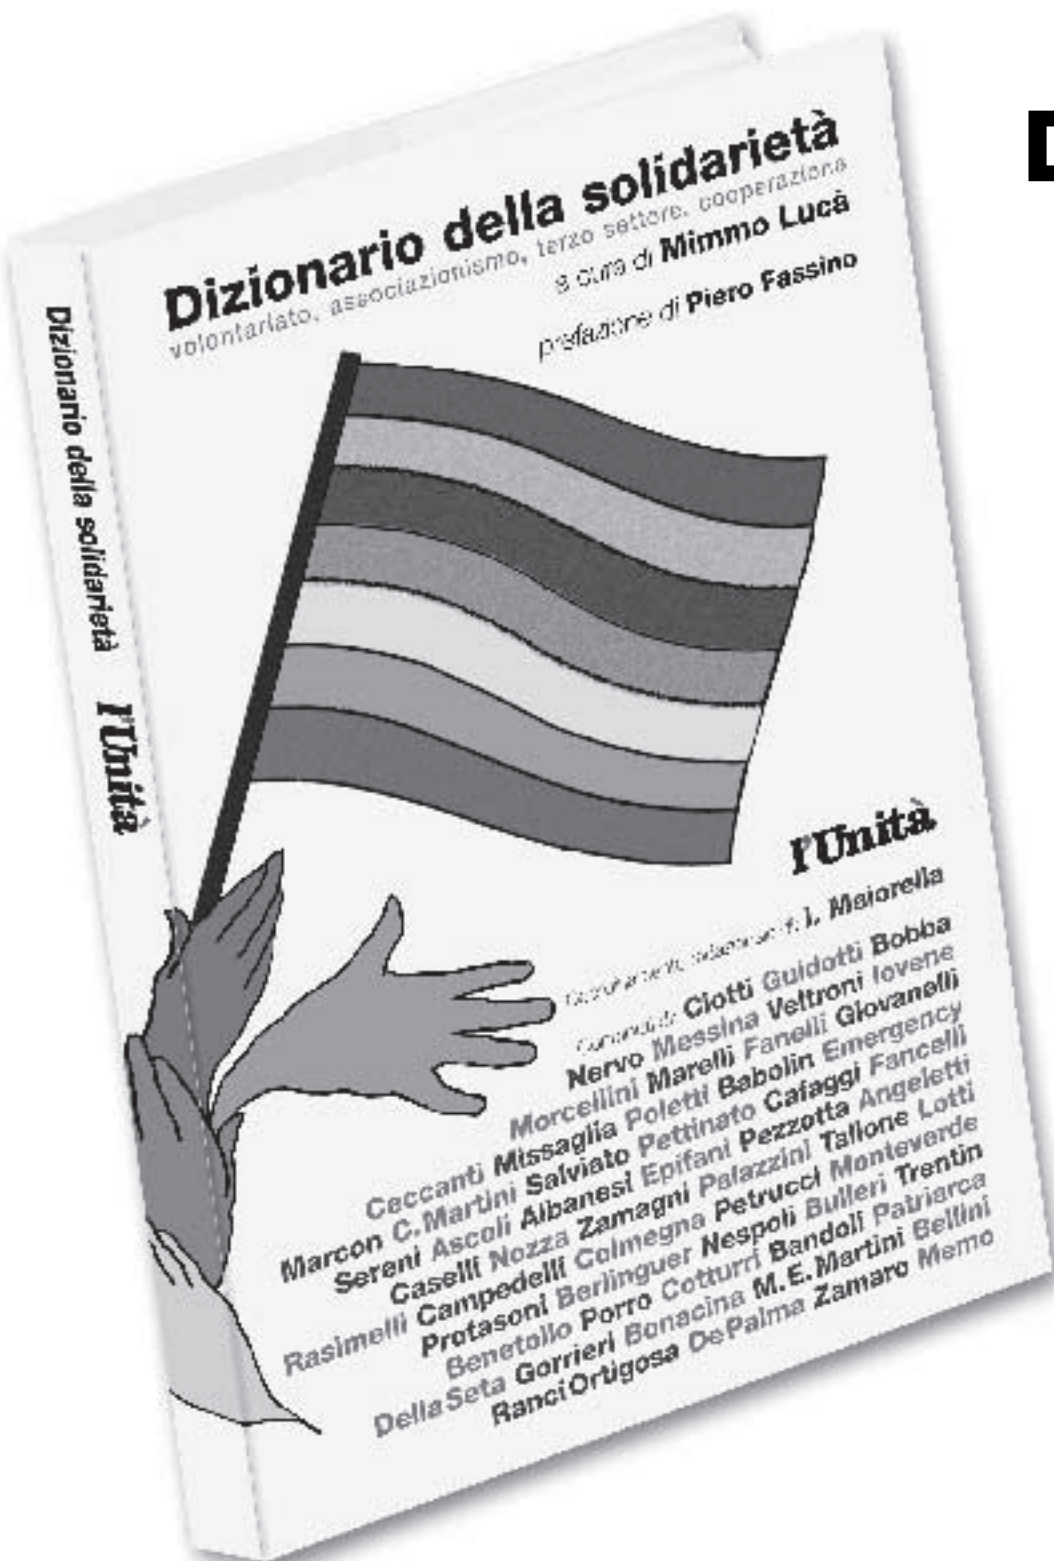 Dizionario della solidarietà
volontariato, associazionismo, terzo settore, cooperazione
a cura di Mimmo Lucà
prefazione di Piero Fassino
l'Unità
I. Maiorella
Ciotti Guidotti Bobba
Nervo Messina Veltroni Iovene
Morcellini Marelli Fanelli Giovanelli
Ceccanti Missaglia Poletti Babolin Emergency
Marcon C. Martini Salviato Pettinato Cafaggi Fancelli
Sereni Ascoli Albanesi Epifani Pezzotta Angeletti
Caselli Nozza Zamagni Palazzini Tallone Lotti
Rasimelli Campedelli Colmegna Petrucci Monteverde
Protasoni Berlinguer Nespoli Bulleri Trentin
Benetollo Porro Cotturri Bandoli Patriarca
Della Seta Gorrieri Bonacina M. E. Martini Bellini
Ranci Ortigosa De Palma Zamaro Memo
Dizionario della solidarietà l'Unità